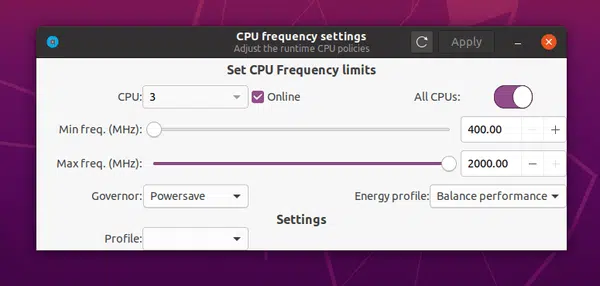 CPU frequency settings
Adjust the runtime CPU policies
Apply
Set CPU Frequency limits
CPU: 3 Online All CPUs:
Min freq. (MHz): 400.00
Max freq. (MHz): 2000.00
Governor: Powersave Energy profile: Balance performance
Settings
Profile: